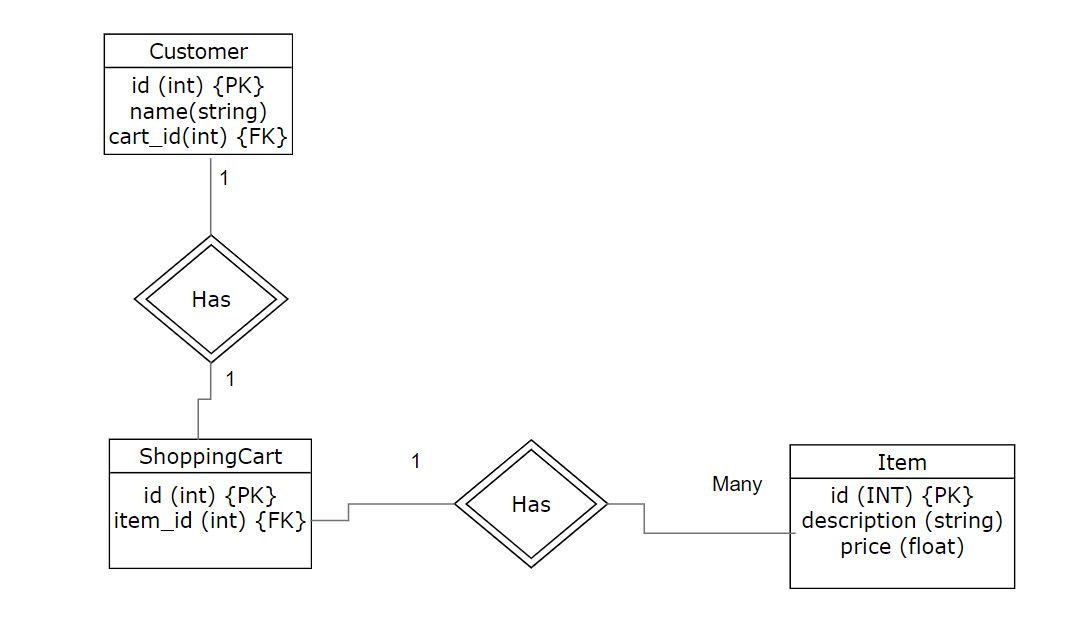 Customer
id (int) {PK}
name(string)
cart_id(int) {FK}
1
Has
1
ShoppingCart
id (int) {PK}
item_id (int) {FK}
1
Has
Many
Item
id (INT) {PK}
description (string)
price (float)